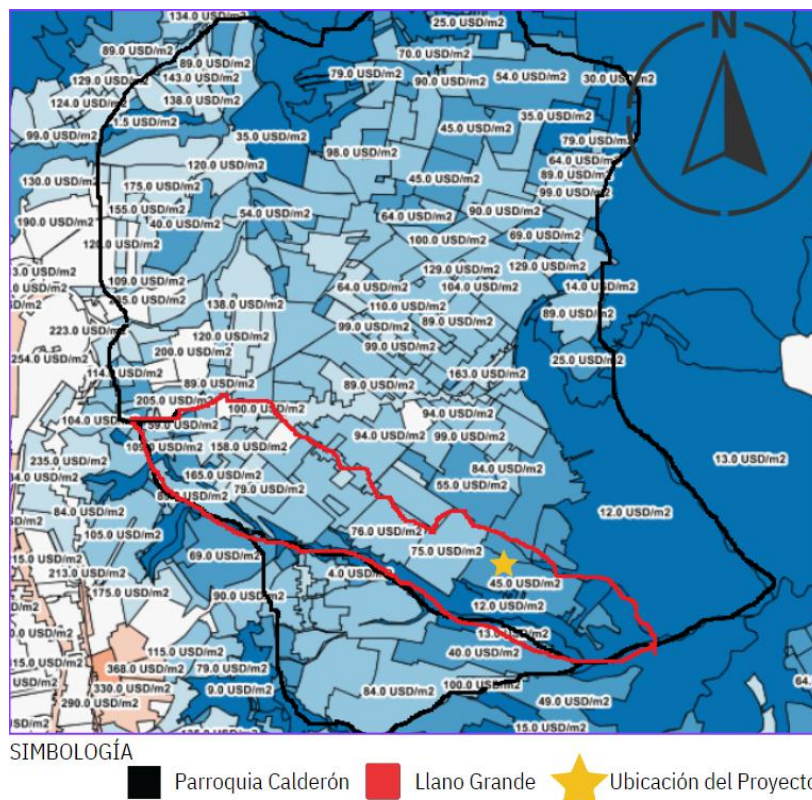 134.0 USD/m2
25.0 USD/m2
N
89.0 USD/m2
70.0 USD/m2
89.0 USD/m2
79.0 USD/m2
54.0 USD/m2
30.0 USD/m2
129.0 USD/m2
143.0 USD/m2
90.0 USD/m2
124.0 USD/m2
138.0 USD/m2
35.0 USD/m2
1.5 USD/m2
45.0 USD/m2
99.0 USD/m2
35.0 USD/m2
79.0 USD/m2
98.0 USD/m2
64.0 USD/m2
120.0 USD/m2
89.0 USD/m2
130.0 USD/m2
175.0 USD/m2
45.0 USD/m2
99.0 USD/m2
155.0 USD/m2
54.0 USD/m2
64.0 USD/m2
90.0 USD/m2
190.0 USD/m2
40.0 USD/m2
69.0 USD/m2
100.0 USD/m2
129.0 USD/m2
129.0 USD/m2
109.0 USD/m2
64.0 USD/m2
104.0 USD/m2
14.0 USD/m2
138.0 USD/m2
110.0 USD/m2
89.0 USD/m2
89.0 USD/m2
223.0 USD/m2
99.0 USD/m2
120.0 USD/m2
99.0 USD/m2
200.0 USD/m2
254.0 USD/m2
25.0 USD/m2
163.0 USD/m2
89.0 USD/m2
89.0 USD/m2
205.0 USD/m2
100.0 USD/m2
94.0 USD/m2
104.0 USD/m2
59.0 USD/m2
94.0 USD/m2
99.0 USD/m2
158.0 USD/m2
235.0 USD/m2
13.0 USD/m2
84.0 USD/m2
165.0 USD/m2
79.0 USD/m2
55.0 USD/m2
84.0 USD/m2
12.0 USD/m2
105.0 USD/m2
76.0 USD/m2
69.0 USD/m2
75.0 USD/m2
213.0 USD/m2
4.0 USD/m2
45.0 USD/m2
175.0 USD/m2
90.0 USD/m2
12.0 USD/m2
13.0 USD/m2
115.0 USD/m2
40.0 USD/m2
368.0 USD/m2
79.0 USD/m2
330.0 USD/m2
9.0 USD/m2
84.0 USD/m2
100.0 USD/m2
290.0 USD/m2
49.0 USD/m2
15.0 USD/m2
SIMBOLOGÍA
Parroquia Calderón Llano Grande Ubicación del Proyecto